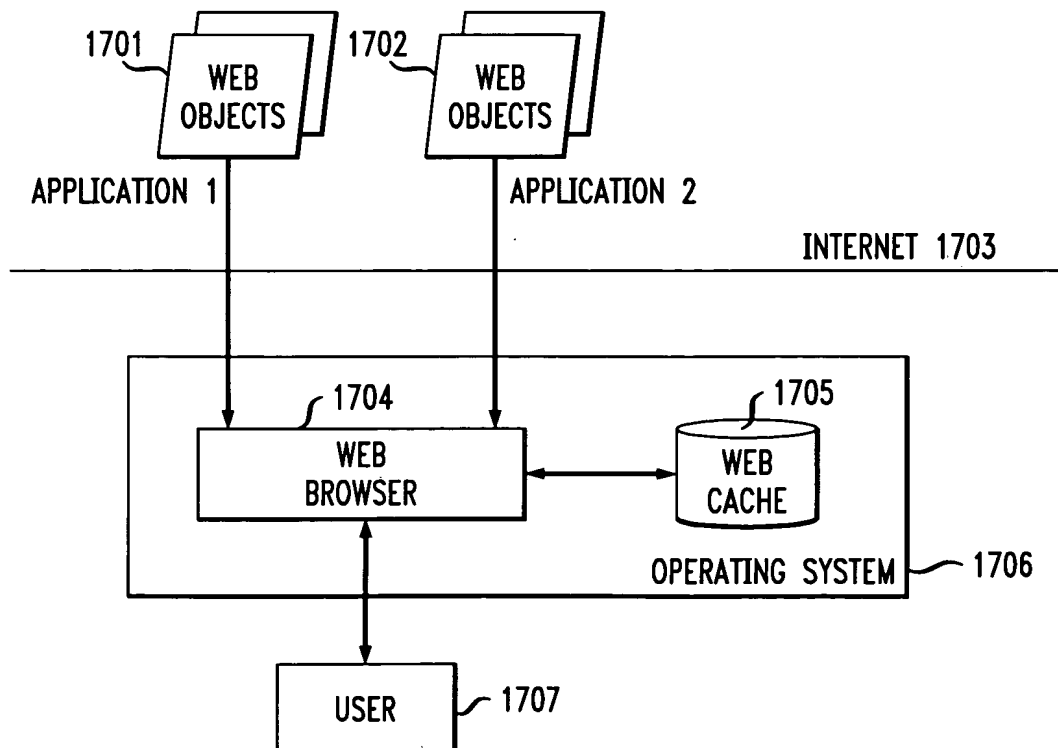 1701
1702
WEB
OBJECTS
WEB
OBJECTS
APPLICATION 1
APPLICATION 2
INTERNET 1703
1704
1705
WEB
BROWSER
WEB
CACHE
OPERATING SYSTEM
1706
USER
1707